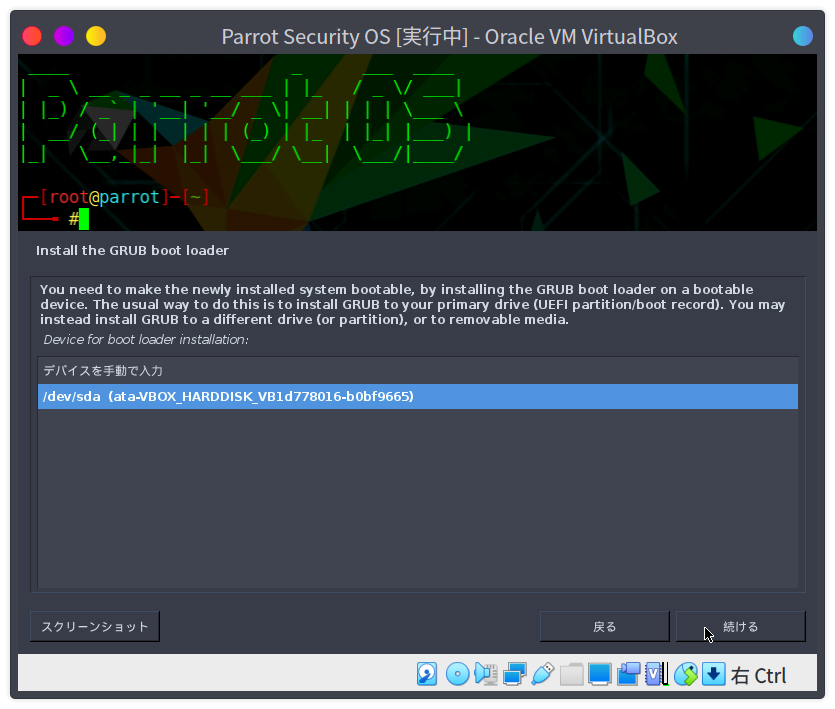 Parrot Security OS [実行中] - Oracle VM VirtualBox
Parrot OS
[root@parrot]─[~]
#
Install the GRUB boot loader
You need to make the newly installed system bootable, by installing the GRUB boot loader on a bootable
device. The usual way to do this is to install GRUB to your primary drive (UEFI partition/boot record). You may
instead install GRUB to a different drive (or partition), or to removable media.
Device for boot loader installation:
デバイスを手動で入力
/dev/sda (ata-VBOX_HARDDISK_VB1d778016-b0bf9665)
スクリーンショット 戻る 続ける
右 Ctrl